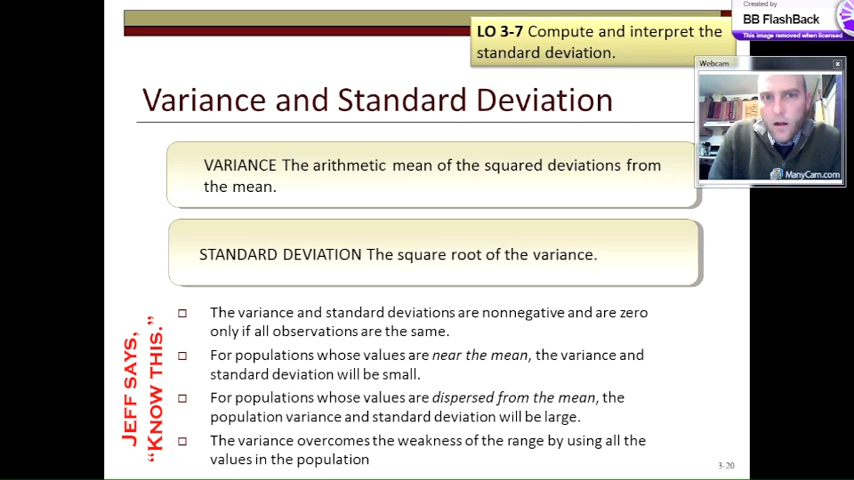 Created by
BB FlashBack
This image removed when licensed
LO 3-7 Compute and interpret the
standard deviation.
Webcam
Variance and Standard Deviation
VARIANCE The arithmetic mean of the squared deviations from
the mean.
ManyCam.com
STANDARD DEVIATION The square root of the variance.
JEFF SAYS,
“KNOW THIS.”
The variance and standard deviations are nonnegative and are zero
only if all observations are the same.
For populations whose values are near the mean, the variance and
standard deviation will be small.
For populations whose values are dispersed from the mean, the
population variance and standard deviation will be large.
The variance overcomes the weakness of the range by using all the
values in the population
3-20